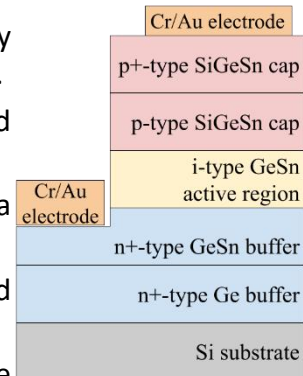 Cr/Au electrode
p+-type SiGeSn cap
p-type SiGeSn cap
i-type GeSn
active region
Cr/Au
electrode
n+-type GeSn buffer
n+-type Ge buffer
Si substrate